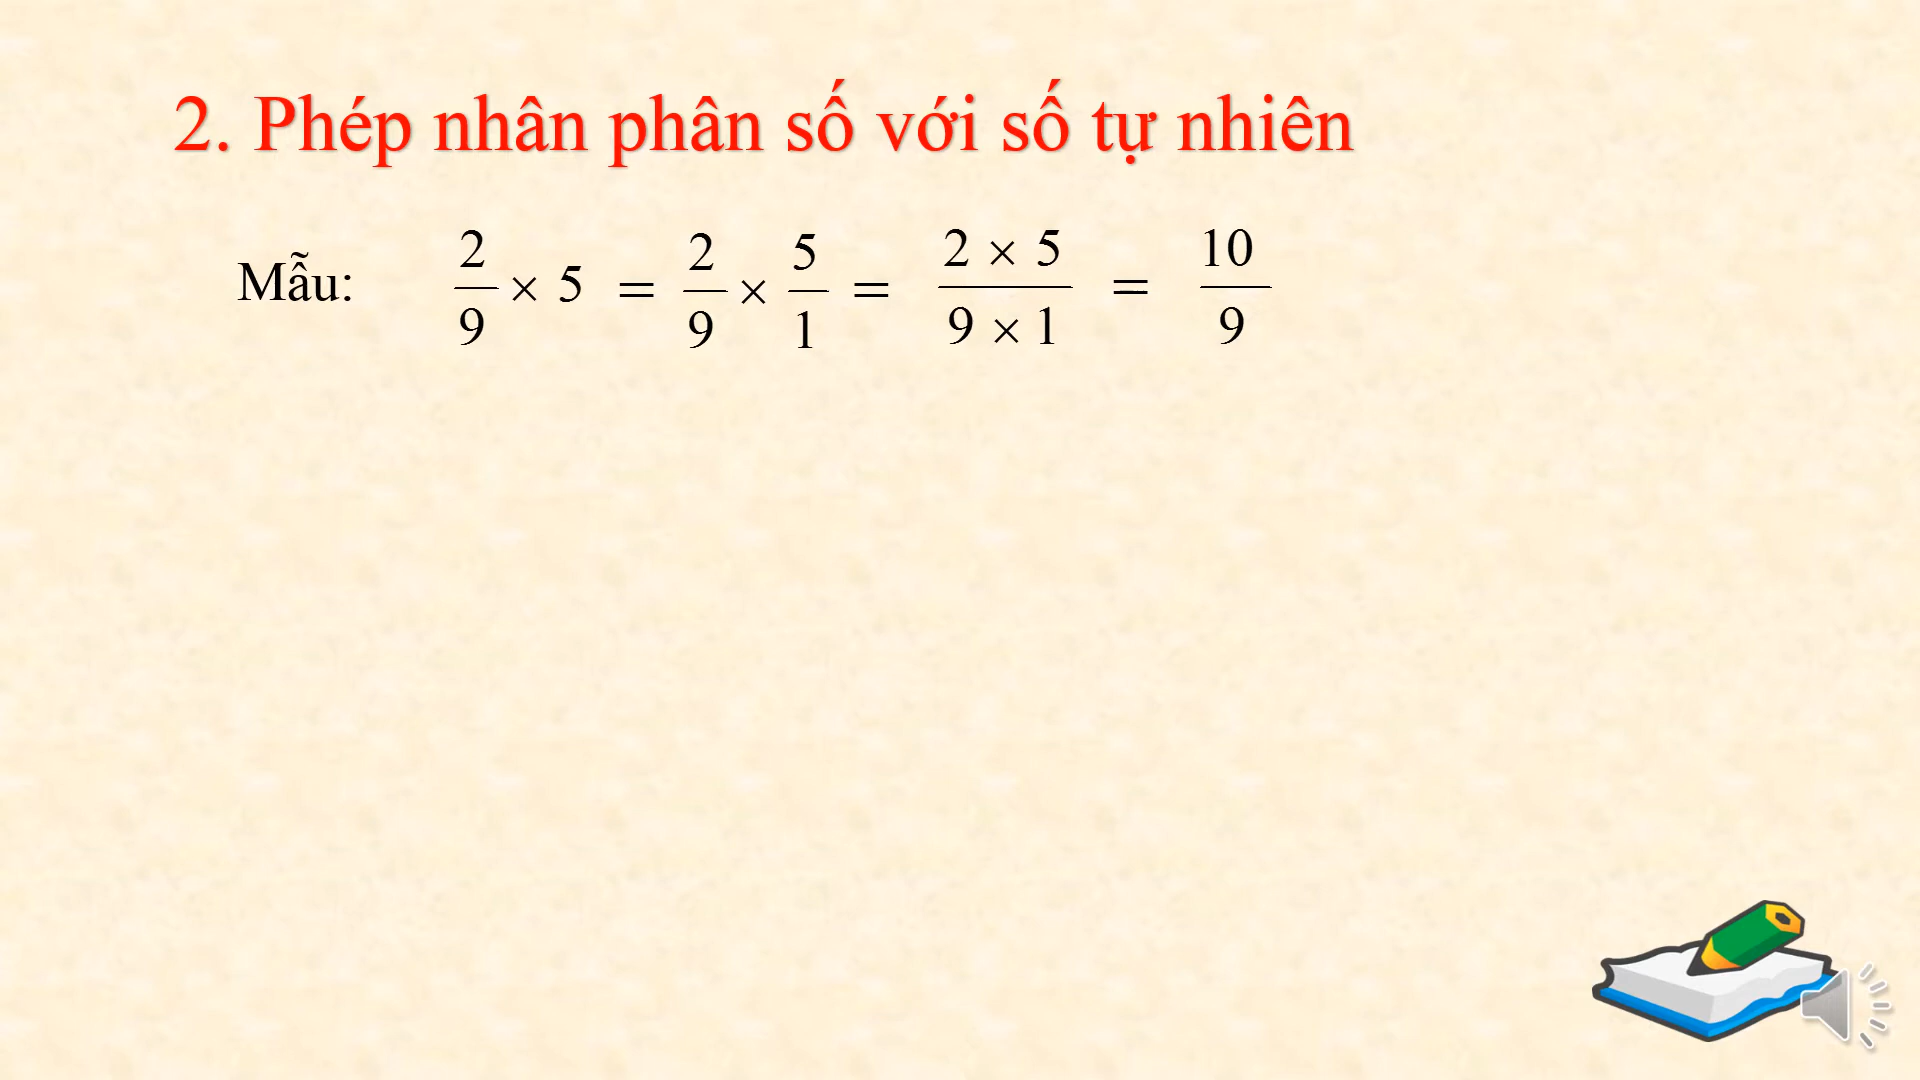 2. Phép nhân phân số với số tự nhiên
Mẫu: 2/9 × 5 = 2/9 × 5/1 = (2 × 5)/(9 × 1) = 10/9